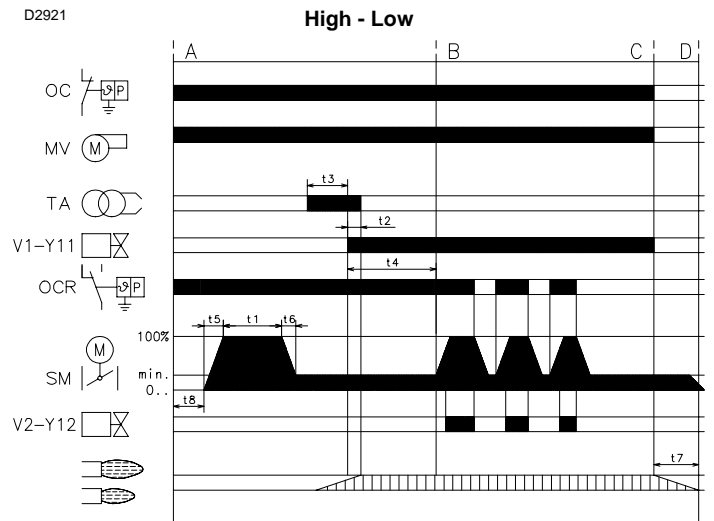 D2921
High - Low
A B C D
OC ϑ P
MV M
t3
TA
t2
V1-Y11
t4
OCR ϑ P
t5 t1 t6
100%
M
SM min.
0..
t8
V2-Y12
t7